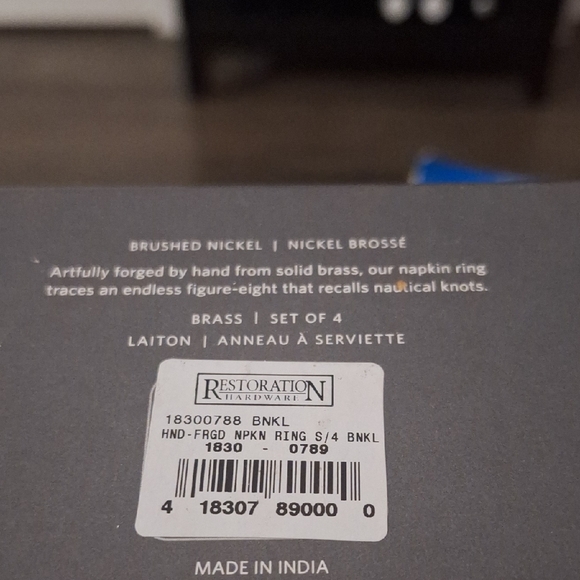 BRUSHED NICKEL | NICKEL BROSSÉ
Artfully forged by hand from solid brass, our napkin ring
traces an endless figure-eight that recalls nautical knots.
BRASS | SET OF 4
LAITON | ANNEAU À SERVIETTE
RESTORATION
HARDWARE
18300788 BNKL
HND-FRGD NPKN RING S/4 BNKL
1830 - 0789
4 18307 89000 0
MADE IN INDIA